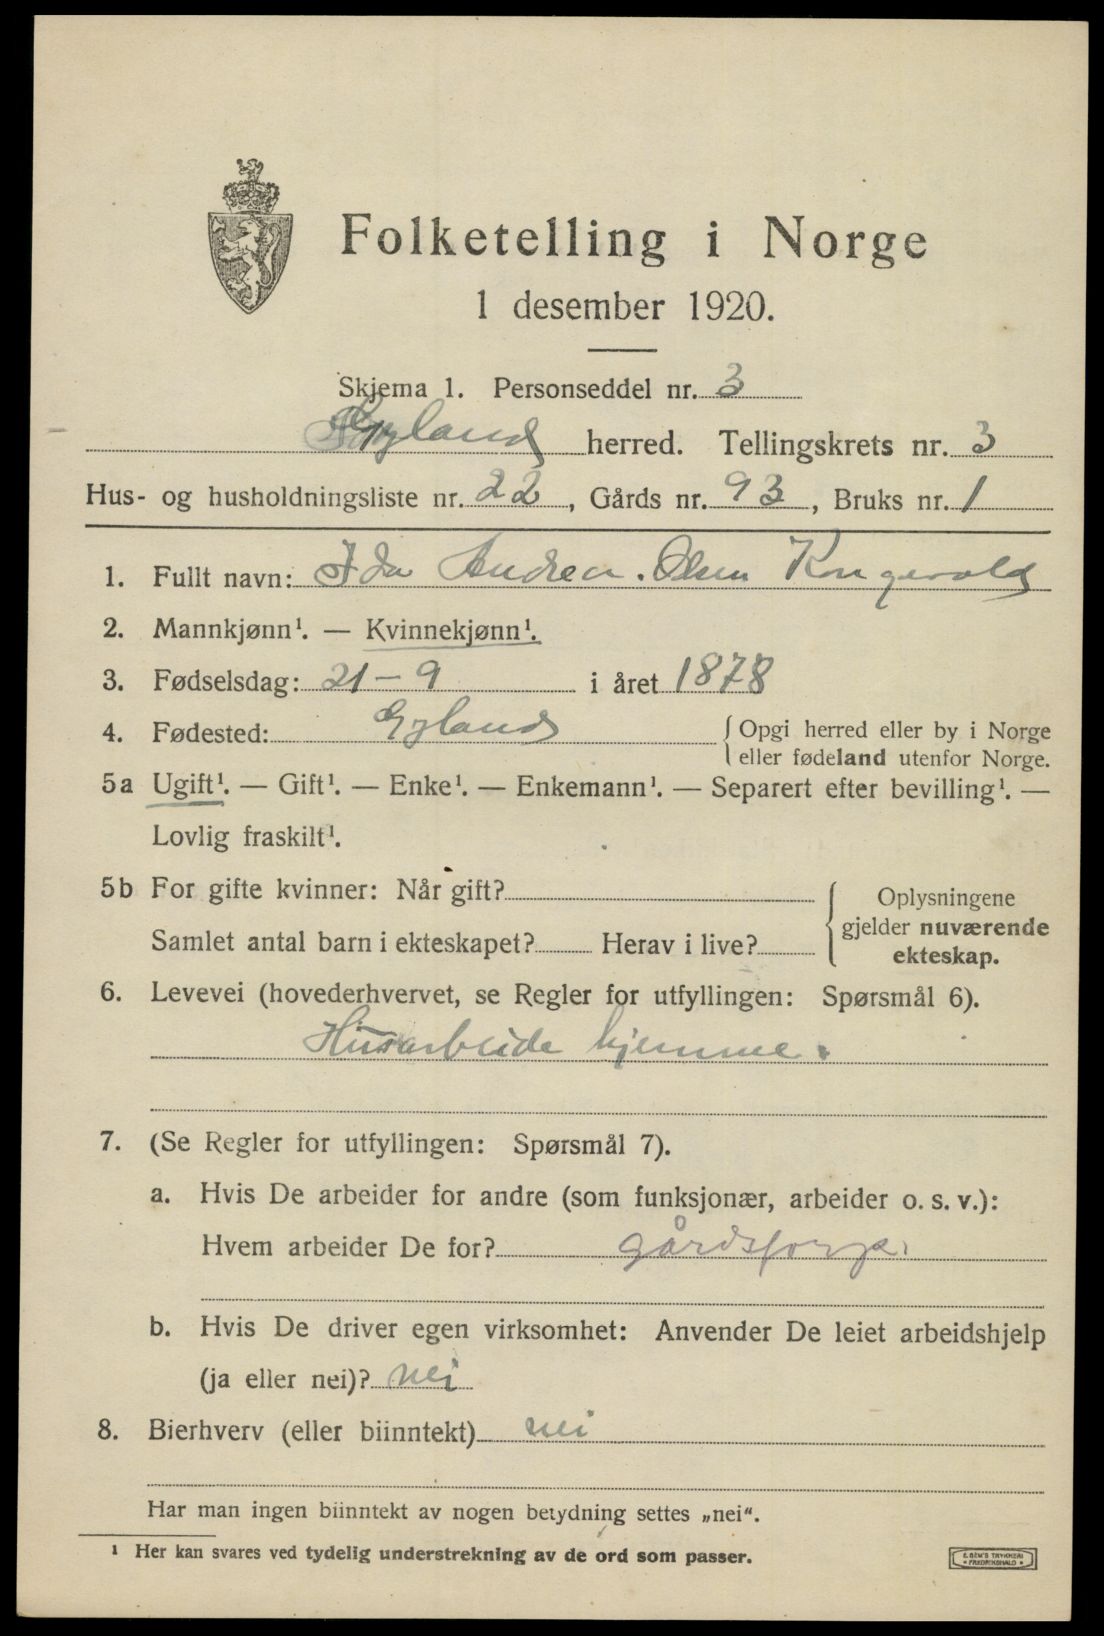 Folketelling i Norge
1 desember 1920.
Skjema 1. Personseddel nr. 3
Gyland herred. Tellingskrets nr. 3
Hus- og husholdningsliste nr. 22, Gårds nr. 93, Bruks nr. 1
1. Fullt navn: Ida Andrea. Olsen Kongevold
2. Mannkjønn¹. — Kvinnekjønn¹.
3. Fødselsdag: 21-9 i året 1878
4. Fødested: Gyland { Opgi herred eller by i Norge
eller fødeland utenfor Norge.
5a Ugift¹. — Gift¹. — Enke¹. — Enkemann¹. — Separert efter bevilling¹. —
Lovlig fraskilt¹.
5b For gifte kvinner: Når gift?
Samlet antal barn i ekteskapet? Herav i live?
Oplysningene
gjelder nuværende
ekteskap.
6. Levevei (hovederhvervet, se Regler for utfyllingen: Spørsmål 6).
Husarbeide hjemme.
7. (Se Regler for utfyllingen: Spørsmål 7).
a. Hvis De arbeider for andre (som funksjonær, arbeider o. s. v.):
Hvem arbeider De for?
b. Hvis De driver egen virksomhet: Anvender De leiet arbeidshjelp
(ja eller nei)? nei
8. Bierhverv (eller biinntekt) nei
Har man ingen biinntekt av nogen betydning settes „nei“.
¹ Her kan svares ved tydelig understrekning av de ord som passer.
E. SEM'S TRYKKERI
• FREDRIKSHALD •